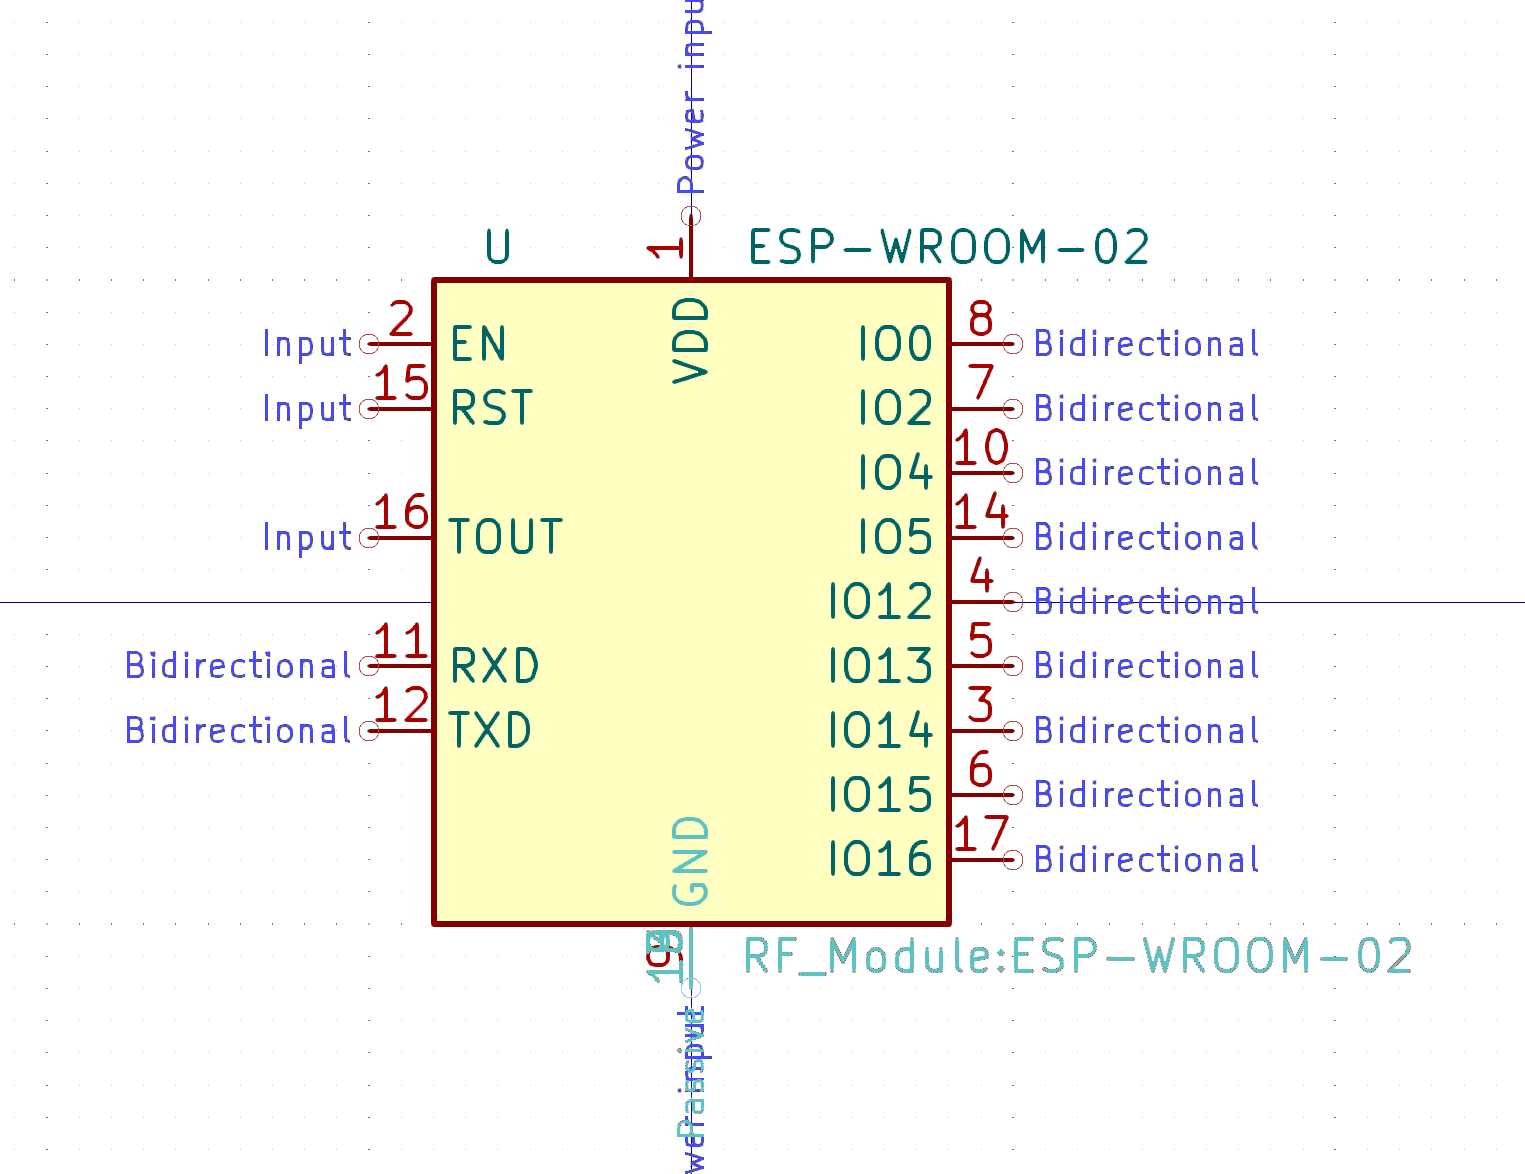 Power input
U
1
ESP-WROOM-02
VDD
Input 2 EN
Input 15 RST
Input 16 TOUT
Bidirectional 11 RXD
Bidirectional 12 TXD
IO0 8 Bidirectional
IO2 7 Bidirectional
IO4 10 Bidirectional
IO5 14 Bidirectional
IO12 4 Bidirectional
IO13 5 Bidirectional
IO14 3 Bidirectional
IO15 6 Bidirectional
IO16 17 Bidirectional
GND
9
RF_Module:ESP-WROOM-02
Passive